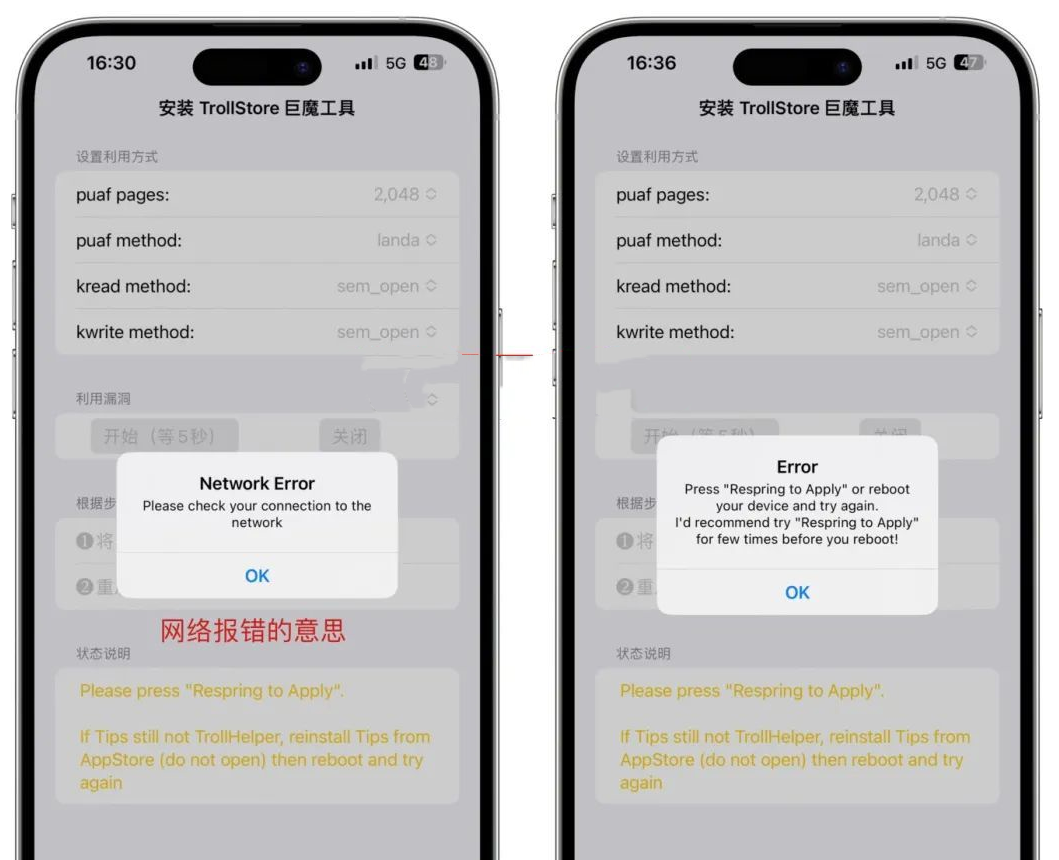 16:30
5G 48
安装 TrollStore 巨魔工具
设置利用方式
puaf pages:
2,048
puaf method:
landa
kread method:
sem_open
kwrite method:
sem_open
利用漏洞
开始（等5秒）
关闭
Network Error
Please check your connection to the
network
OK
根据步
❶将
❷重
网络报错的意思
状态说明
Please press "Respring to Apply".
If Tips still not TrollHelper, reinstall Tips from
AppStore (do not open) then reboot and try
again
16:36
5G 47
安装 TrollStore 巨魔工具
设置利用方式
puaf pages:
2,048
puaf method:
landa
kread method:
sem_open
kwrite method:
sem_open
Error
Press "Respring to Apply" or reboot
your device and try again.
I'd recommend try "Respring to Apply"
for few times before you reboot!
OK
根据步
❶将
❷重
状态说明
Please press "Respring to Apply".
If Tips still not TrollHelper, reinstall Tips from
AppStore (do not open) then reboot and try
again